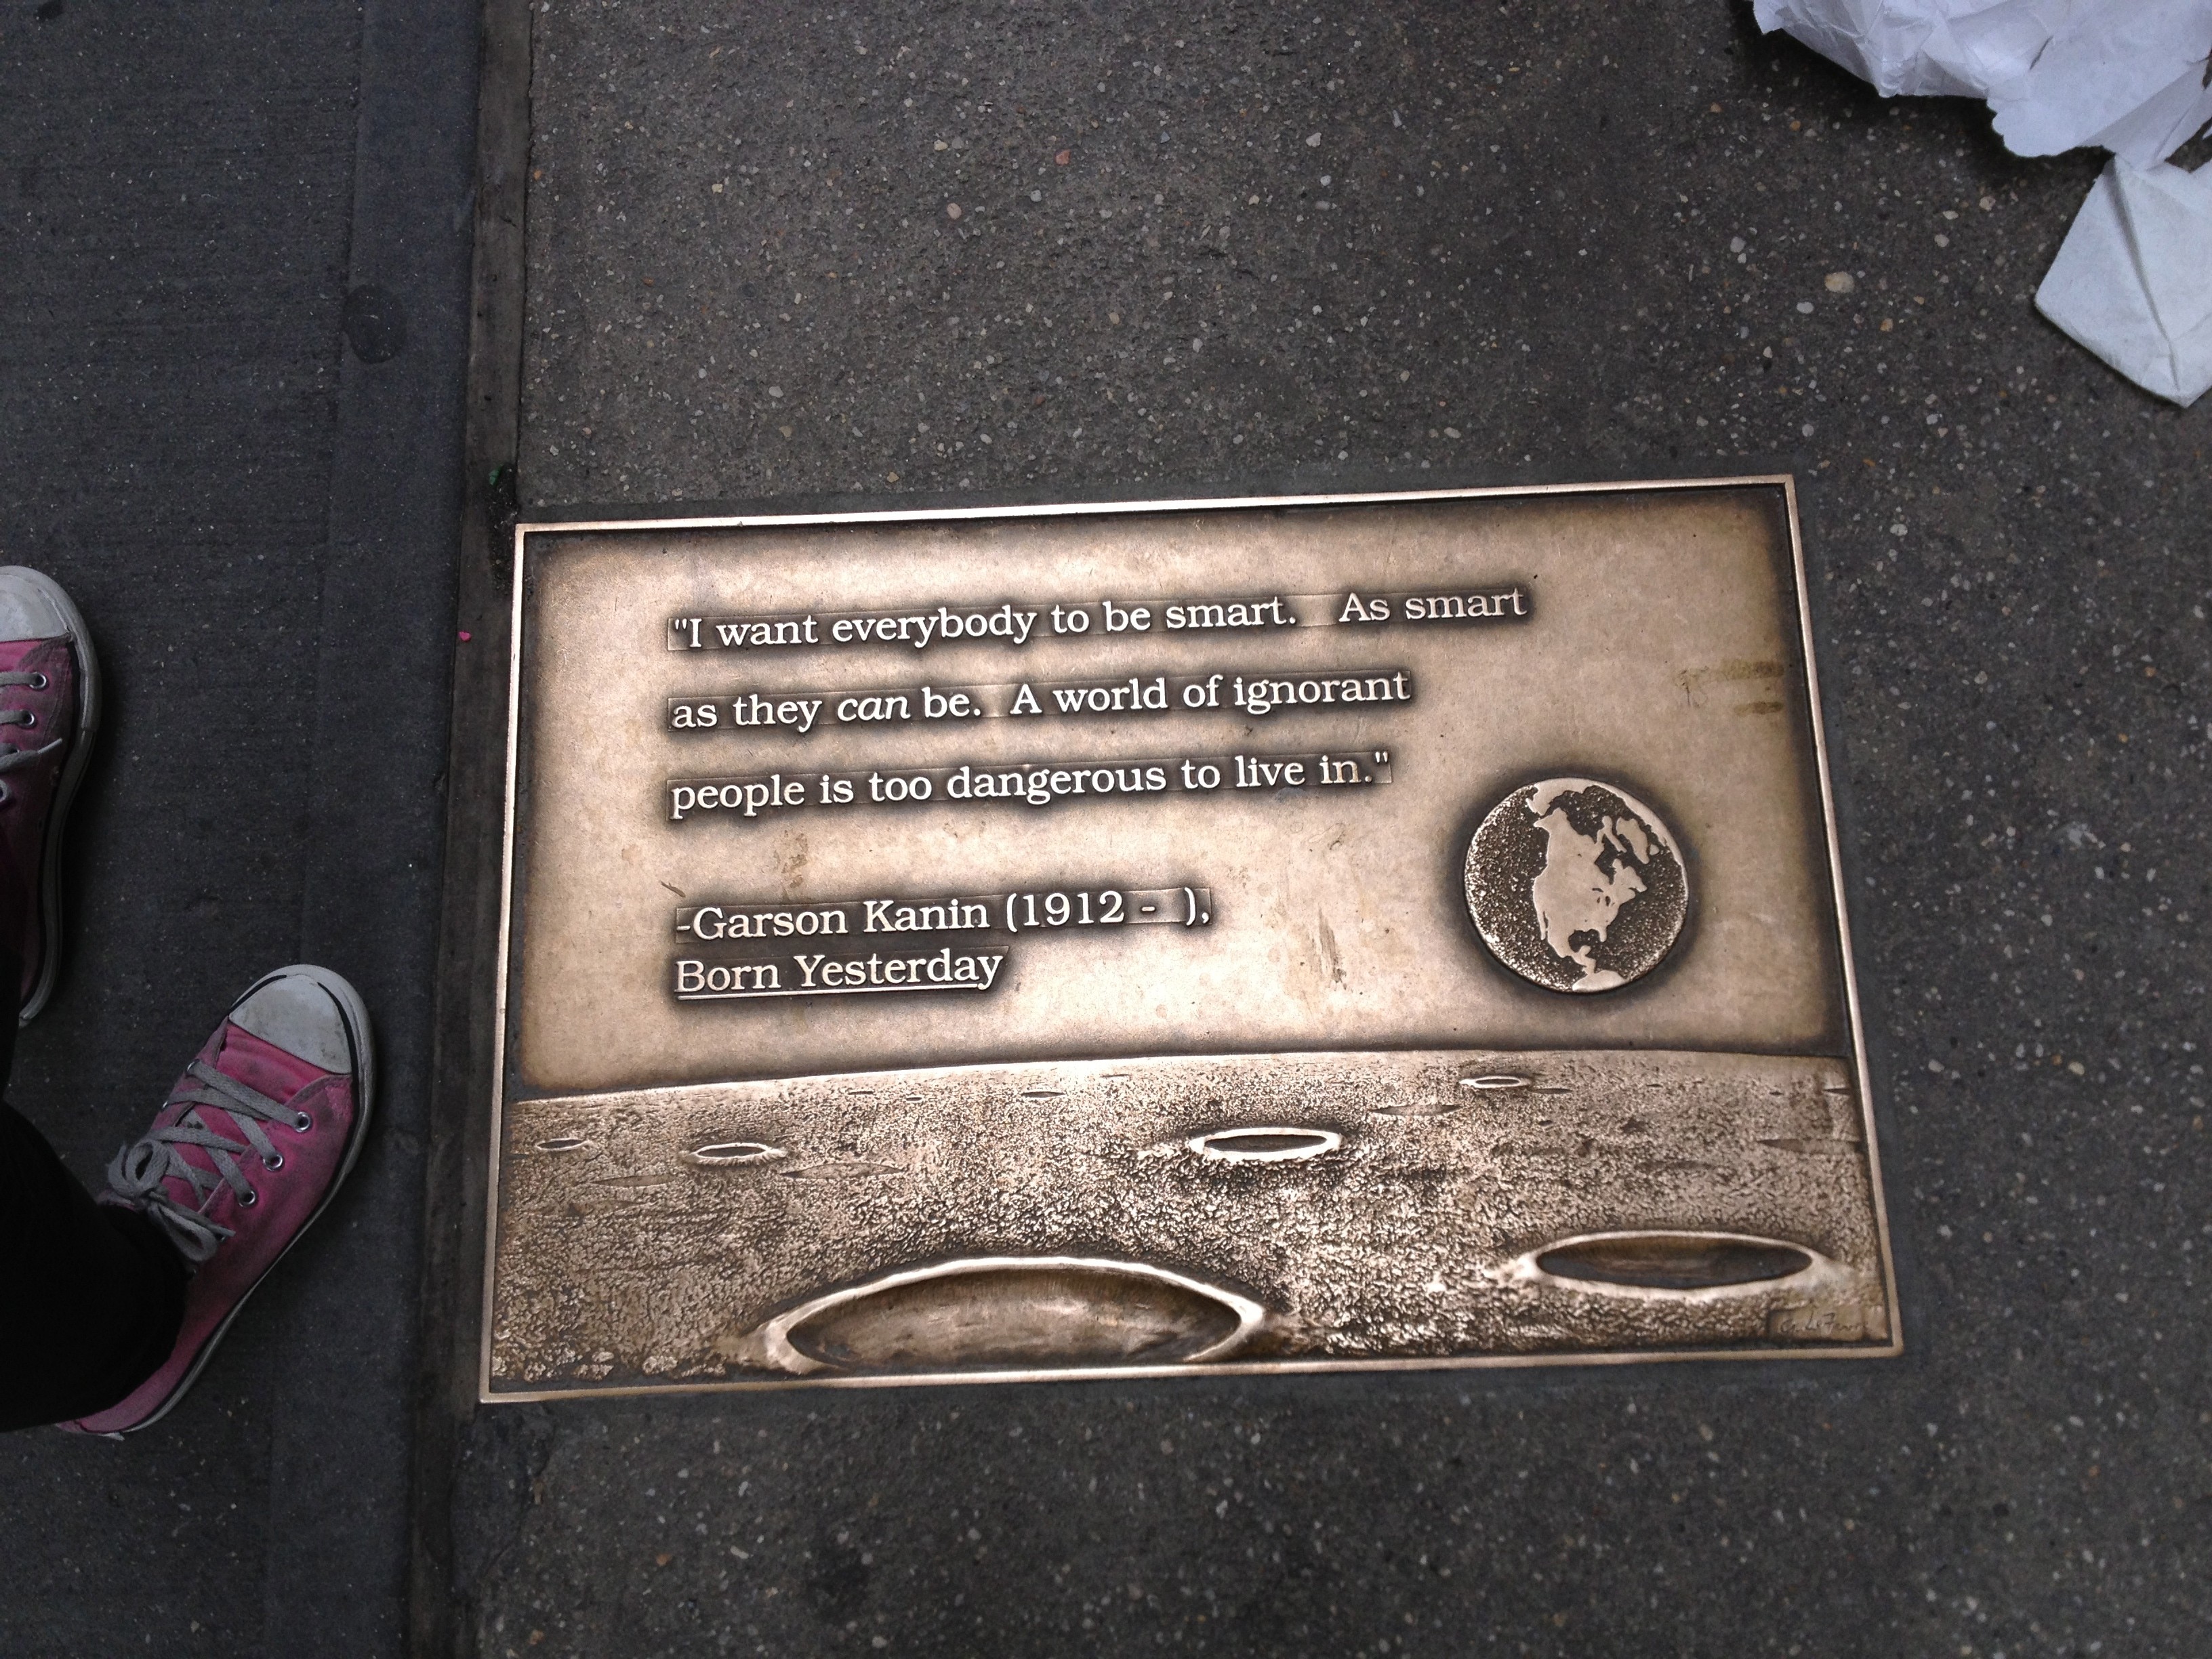 "I want everybody to be smart. As smart
as they can be. A world of ignorant
people is too dangerous to live in."
-Garson Kanin (1912 - ),
Born Yesterday